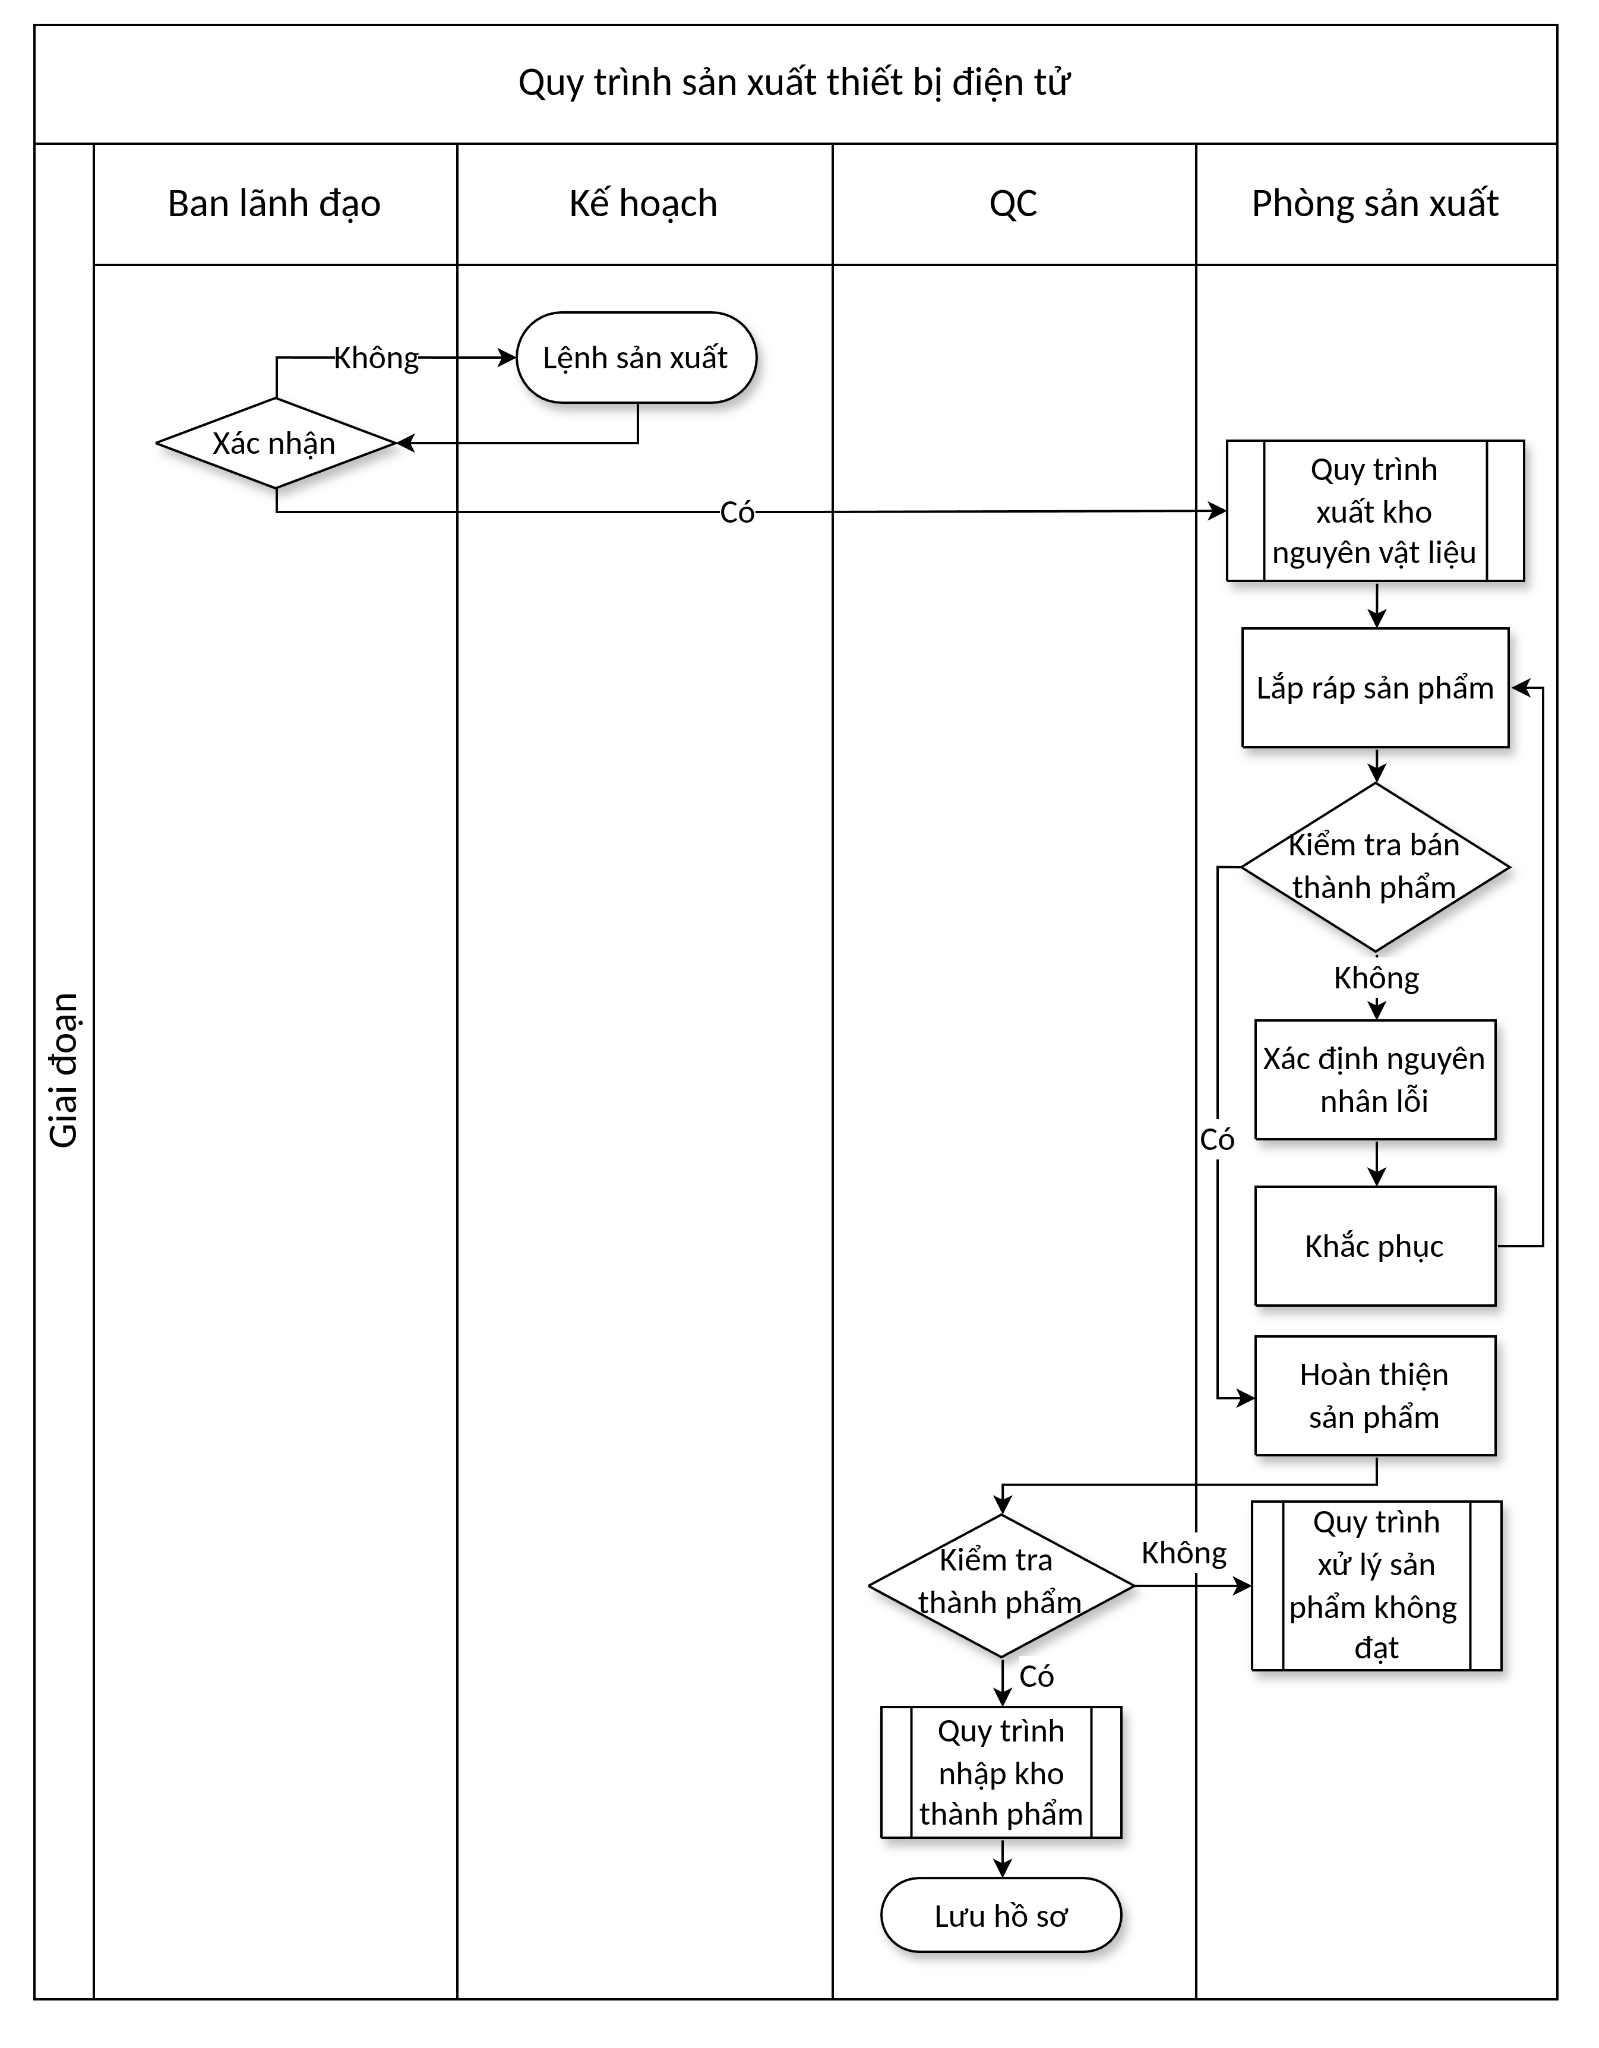 Quy trình sản xuất thiết bị điện tử
Ban lãnh đạo
Kế hoạch
QC
Phòng sản xuất
Giai đoạn
Không
Lệnh sản xuất
Xác nhận
Có
Quy trình
xuất kho
nguyên vật liệu
Lắp ráp sản phẩm
Kiểm tra bán
thành phẩm
Không
Xác định nguyên
nhân lỗi
Có
Khắc phục
Hoàn thiện
sản phẩm
Kiểm tra
thành phẩm
Không
Quy trình
xử lý sản
phẩm không
đạt
Có
Quy trình
nhập kho
thành phẩm
Lưu hồ sơ